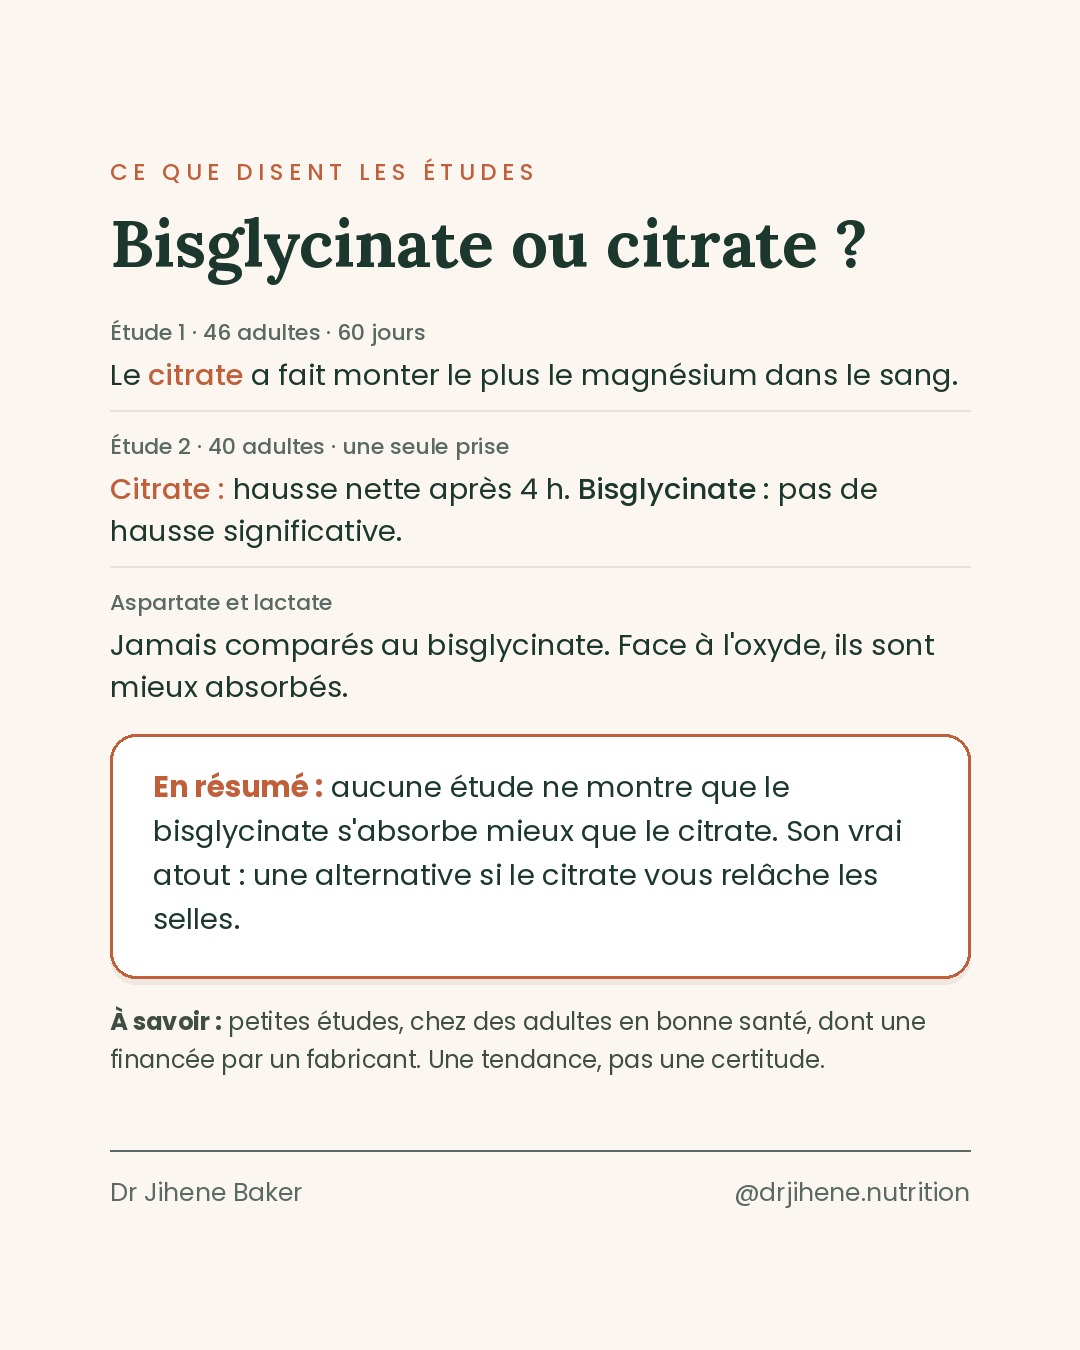 CE QUE DISENT LES ÉTUDES
Bisglycinate ou citrate ?
Étude 1 · 46 adultes · 60 jours
Le citrate a fait monter le plus le magnésium dans le sang.
Étude 2 · 40 adultes · une seule prise
Citrate : hausse nette après 4 h. Bisglycinate : pas de
hausse significative.
Aspartate et lactate
Jamais comparés au bisglycinate. Face à l'oxyde, ils sont
mieux absorbés.
En résumé : aucune étude ne montre que le
bisglycinate s'absorbe mieux que le citrate. Son vrai
atout : une alternative si le citrate vous relâche les
selles.
À savoir : petites études, chez des adultes en bonne santé, dont une
financée par un fabricant. Une tendance, pas une certitude.
Dr Jihene Baker
@drjihene.nutrition